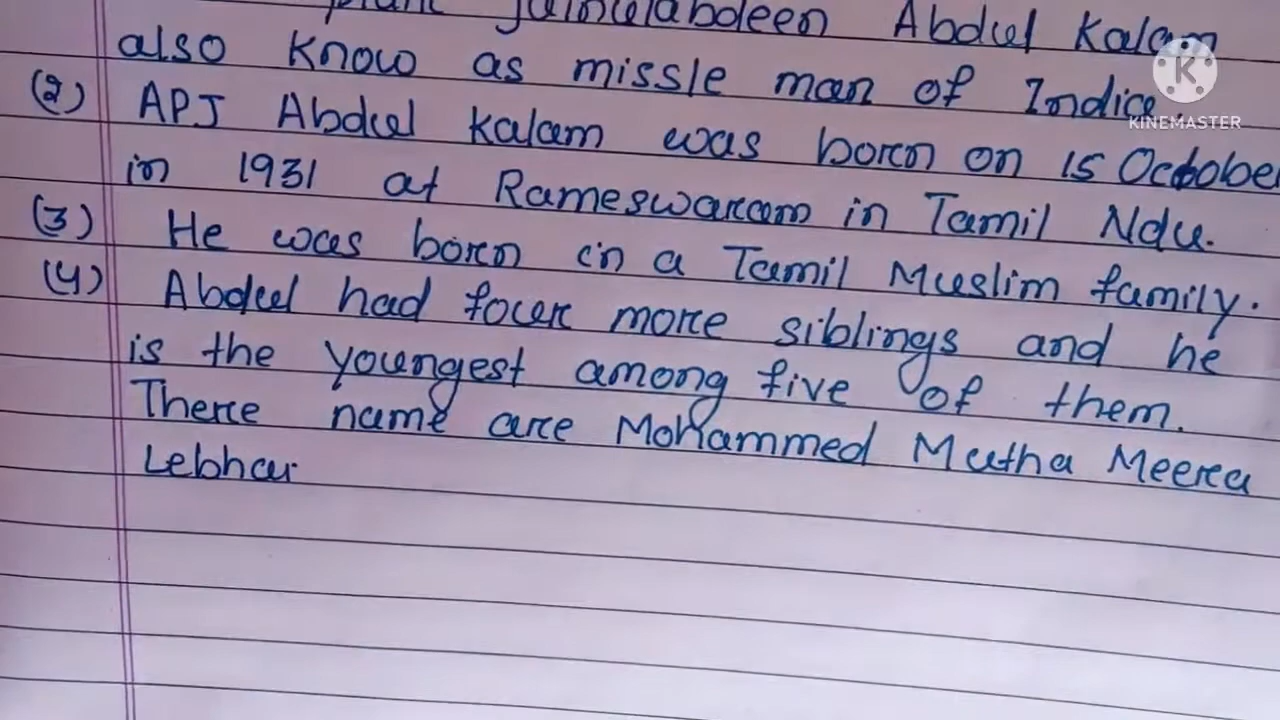 Jainulabdeen Abdul Kalam
also Know as missle man of India.
(2) APJ Abdul Kalam was born on 15 Octobe
in 1931 at Rameswaram in Tamil Ndu.
(3) He was born in a Tamil Muslim family.
(4) Abdul had four more siblings and he
is the youngest among five of them.
There name are Mohammed Mutha Meera
Lebhai
K
KINEMASTER